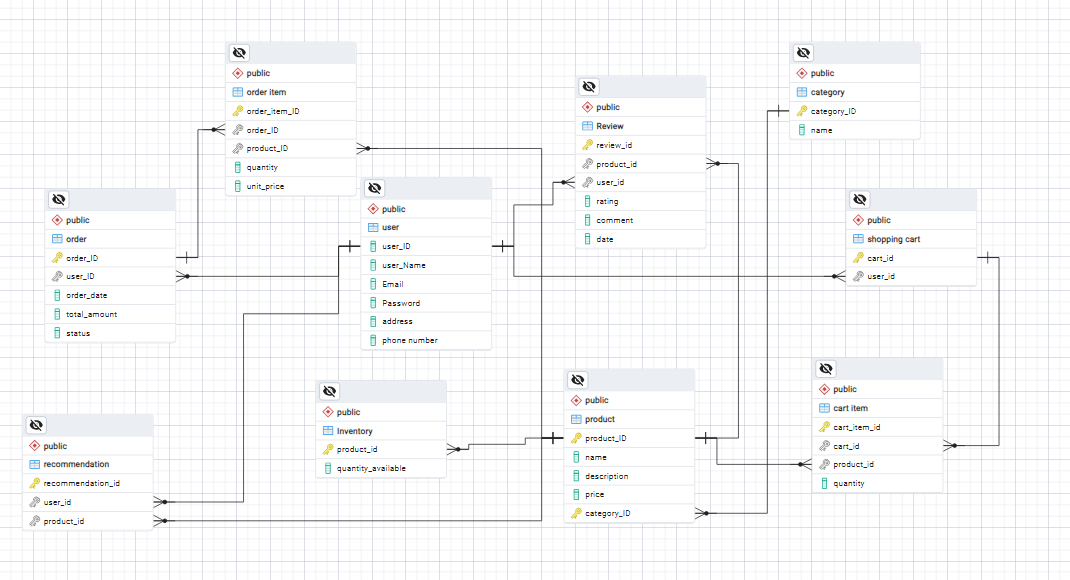 public
order item
order_item_ID
order_ID
product_ID
quantity
unit_price
public
category
category_ID
name
public
Review
review_id
product_id
user_id
rating
comment
date
public
user
user_ID
user_Name
Email
Password
address
phone number
public
order
order_ID
user_ID
order_date
total_amount
status
public
shopping cart
cart_id
user_id
public
cart item
cart_item_id
cart_id
product_id
quantity
public
product
product_ID
name
description
price
category_ID
public
Inventory
product_id
quantity_available
public
recommendation
recommendation_id
user_id
product_id